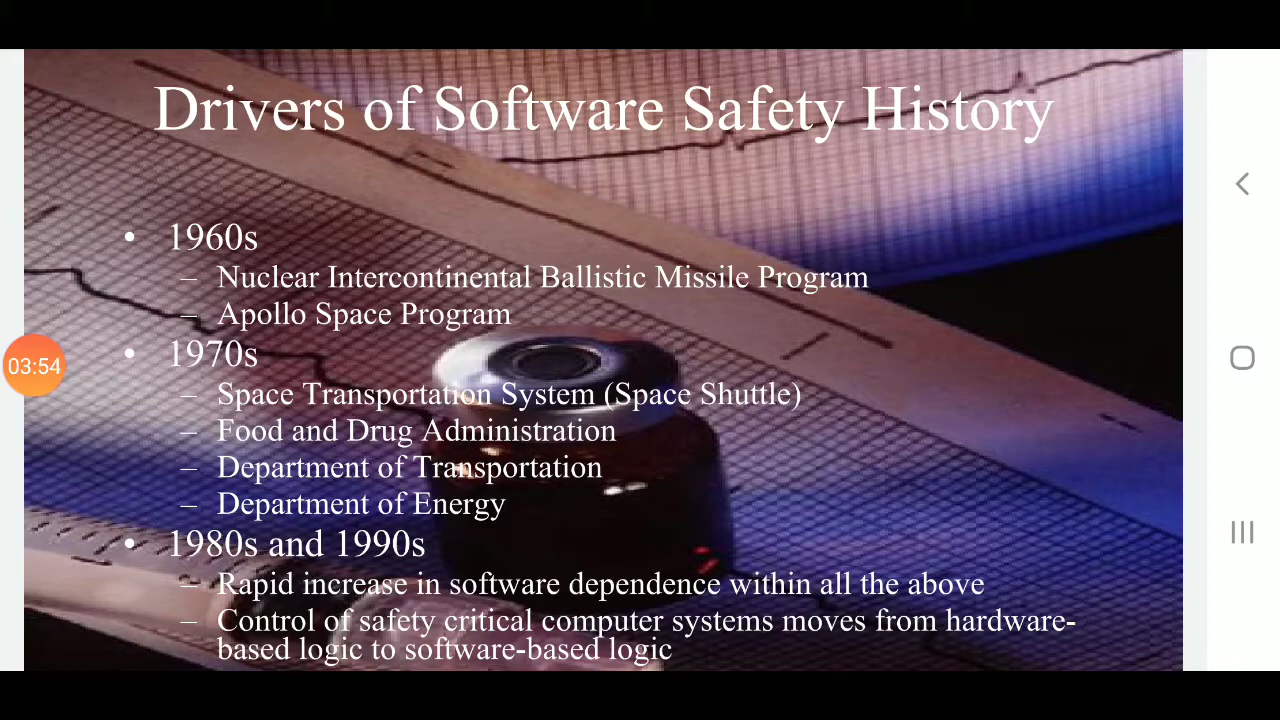 Drivers of Software Safety History
• 1960s
– Nuclear Intercontinental Ballistic Missile Program
– Apollo Space Program
• 1970s
– Space Transportation System (Space Shuttle)
– Food and Drug Administration
– Department of Transportation
– Department of Energy
• 1980s and 1990s
– Rapid increase in software dependence within all the above
– Control of safety critical computer systems moves from hardware-
based logic to software-based logic
03:54